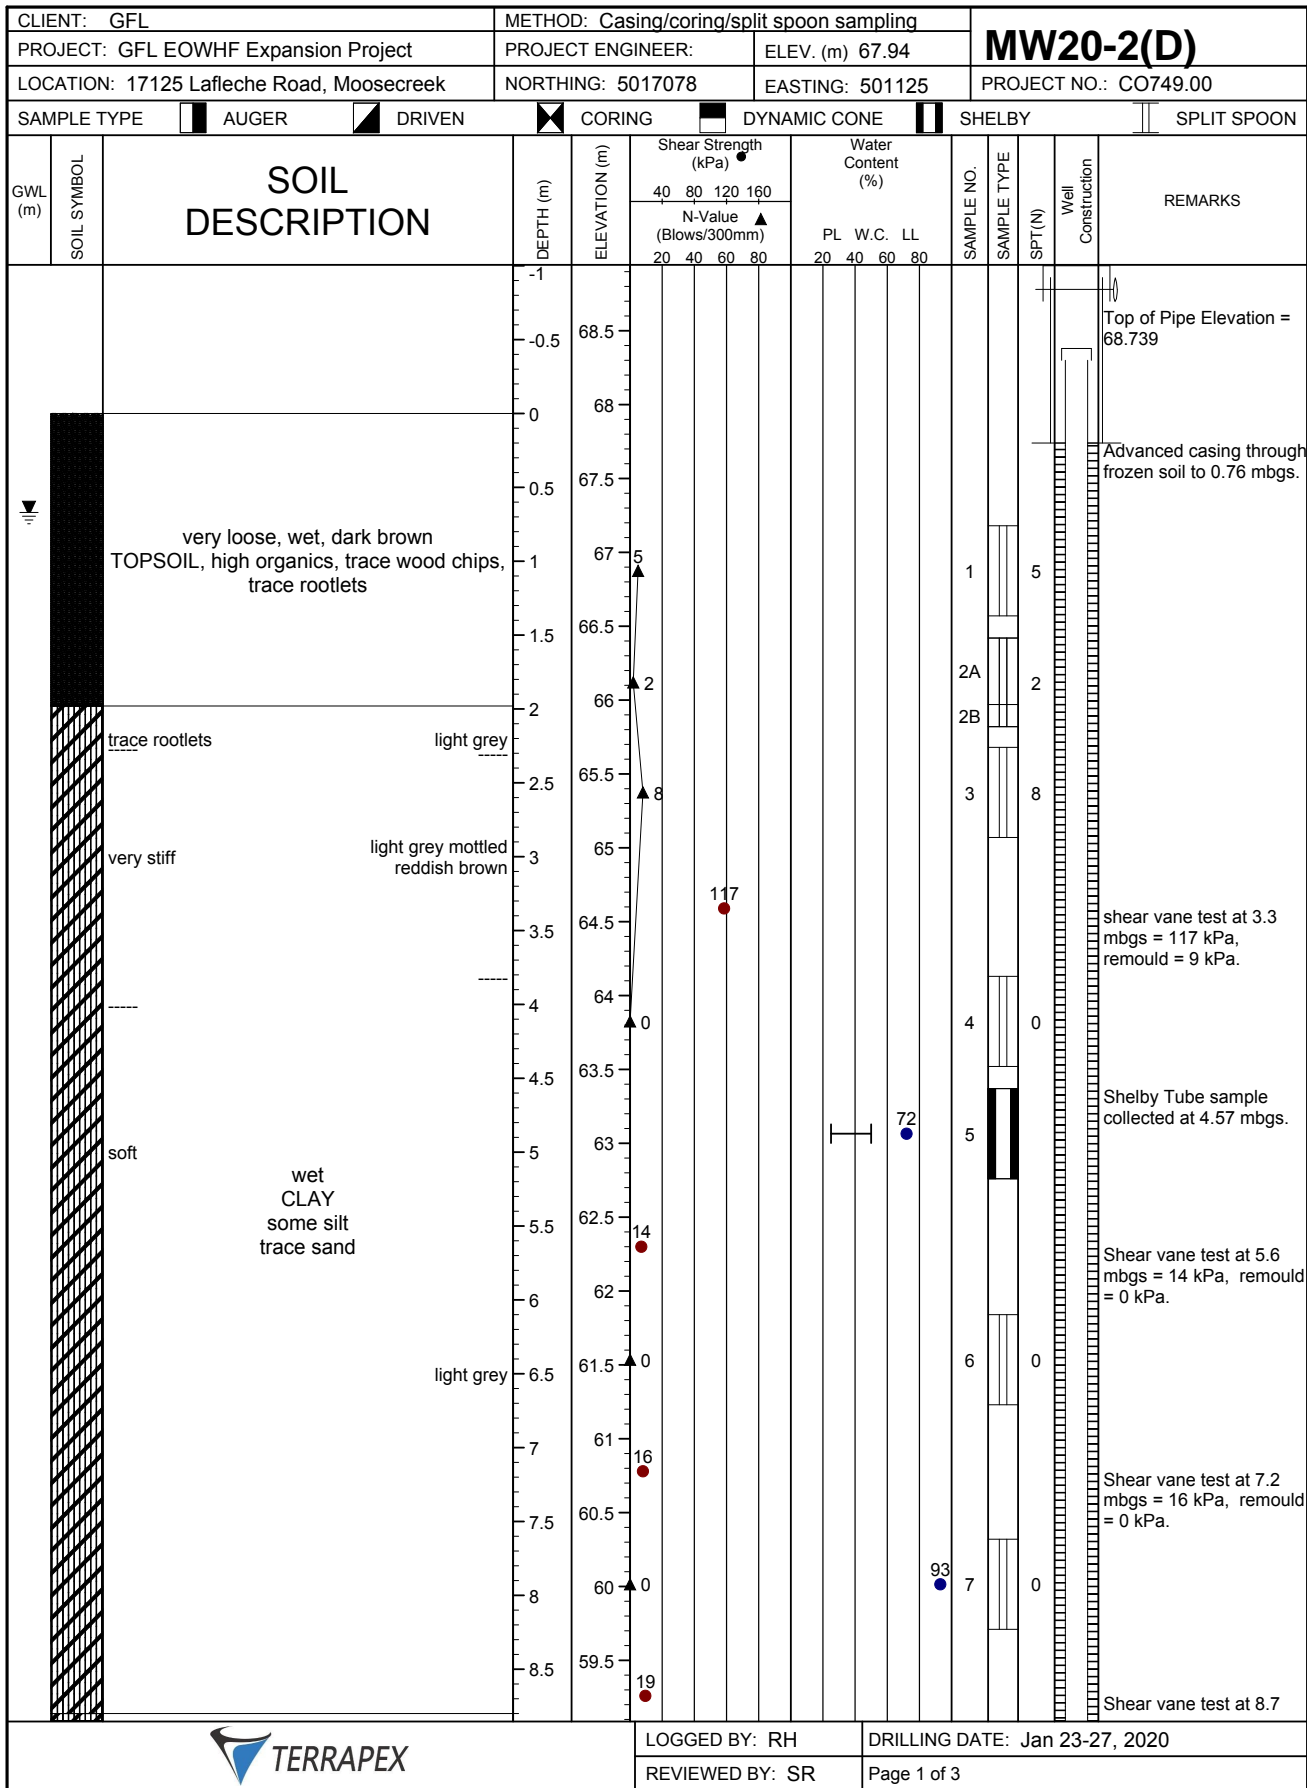 CLIENT: GFL
METHOD: Casing/coring/split spoon sampling
MW20-2(D)
PROJECT: GFL EOWHF Expansion Project
PROJECT ENGINEER:
ELEV. (m) 67.94
LOCATION: 17125 Lafleche Road, Moosecreek
NORTHING: 5017078
EASTING: 501125
PROJECT NO.: CO749.00
SAMPLE TYPE
AUGER
DRIVEN
CORING
DYNAMIC CONE
SHELBY
SPLIT SPOON
GWL
(m)
SOIL SYMBOL
SOIL
DESCRIPTION
DEPTH (m)
ELEVATION (m)
Shear Strength
(kPa)
40 80 120 160
N-Value
(Blows/300mm)
20 40 60 80
Water
Content
(%)
PL W.C. LL
20 40 60 80
SAMPLE NO.
SAMPLE TYPE
SPT(N)
Well
Construction
REMARKS
-1
-0.5
0
0.5
1
1.5
2
2.5
3
3.5
4
4.5
5
5.5
6
6.5
7
7.5
8
8.5
68.5
68
67.5
67
66.5
66
65.5
65
64.5
64
63.5
63
62.5
62
61.5
61
60.5
60
59.5
very loose, wet, dark brown
TOPSOIL, high organics, trace wood chips,
trace rootlets
trace rootlets
-----
light grey
-----
very stiff
light grey mottled
reddish brown
-----
-----
soft
wet
CLAY
some silt
trace sand
light grey
5
2
8
117
0
14
0
16
0
19
72
93
1
2A
2B
3
4
5
6
7
5
2
8
0
0
0
Top of Pipe Elevation =
68.739
Advanced casing through
frozen soil to 0.76 mbgs.
shear vane test at 3.3
mbgs = 117 kPa,
remould = 9 kPa.
Shelby Tube sample
collected at 4.57 mbgs.
Shear vane test at 5.6
mbgs = 14 kPa, remould
= 0 kPa.
Shear vane test at 7.2
mbgs = 16 kPa, remould
= 0 kPa.
Shear vane test at 8.7
TERRAPEX
LOGGED BY: RH
DRILLING DATE: Jan 23-27, 2020
REVIEWED BY: SR
Page 1 of 3